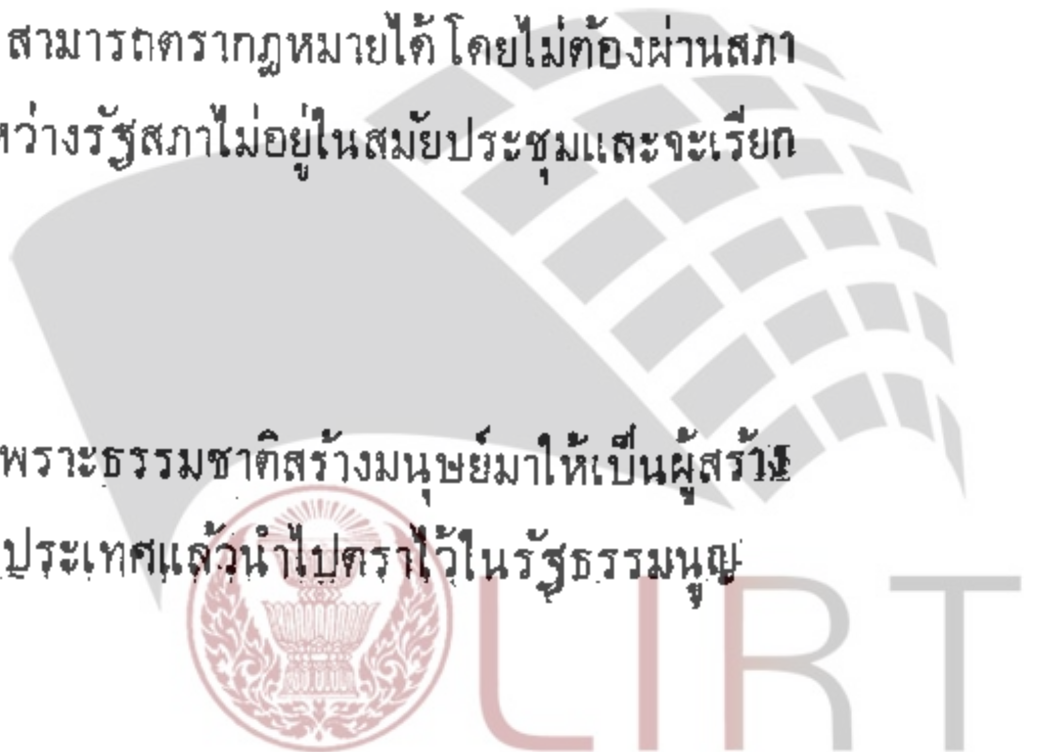 สามารถตรากฎหมายได้ โดยไม่ต้องผ่านสภา
หว่างรัฐสภาไม่อยู่ในสมัยประชุมและจะเรียก
พราะธรรมชาติสร้างมนุษย์มาให้เป็นผู้สร้าง
ประเทศแล้วนำไปตราไว้ในรัฐธรรมนูญ
LIRT